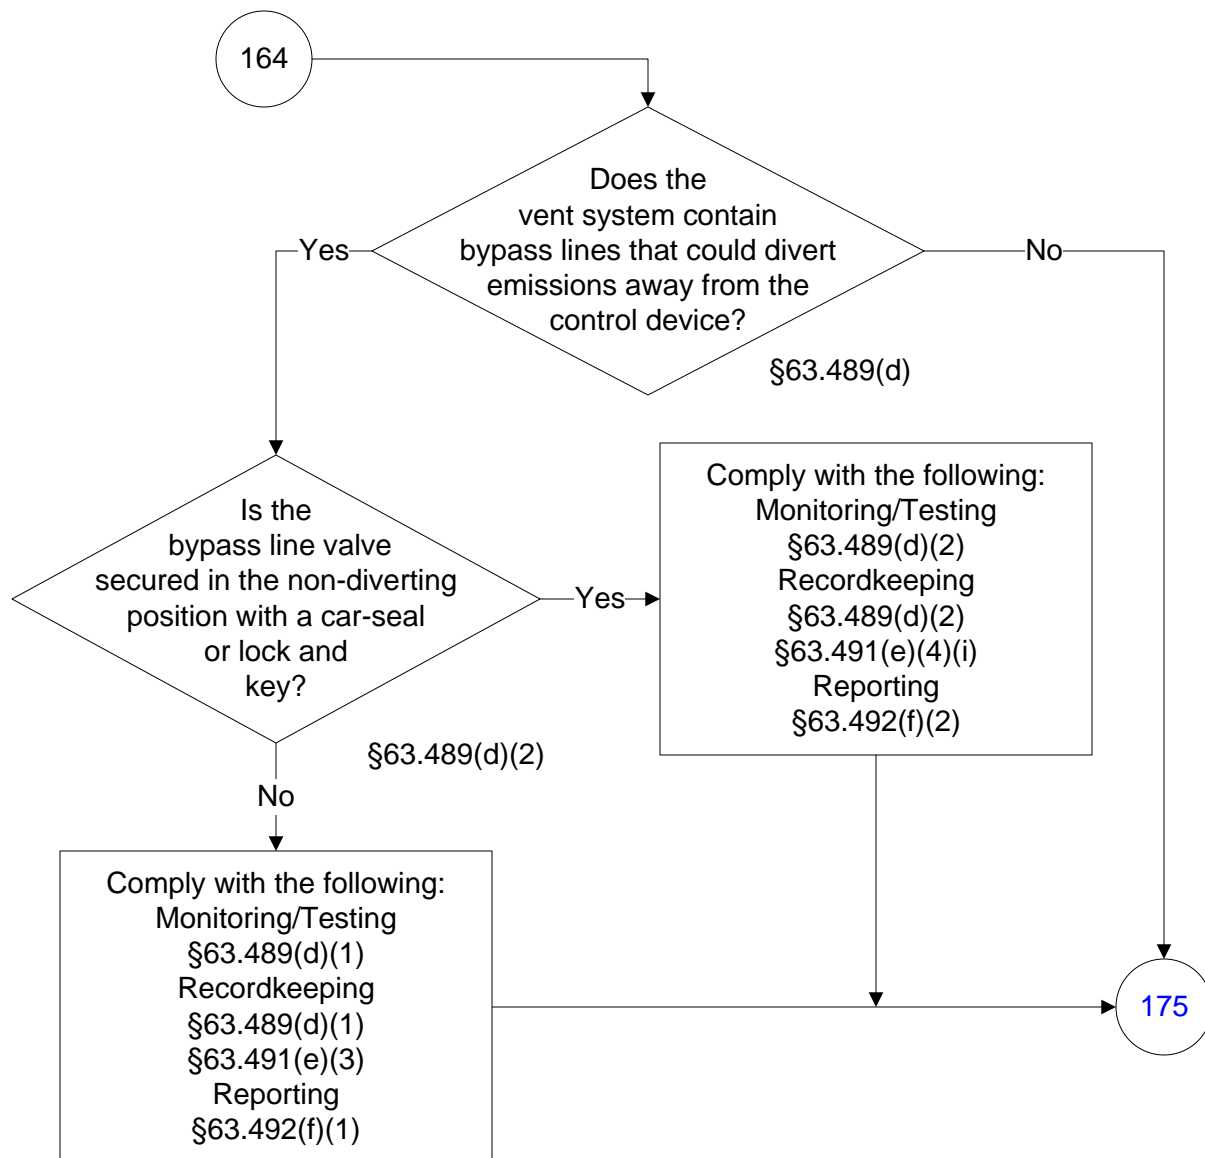 164
Does the
vent system contain
bypass lines that could divert
emissions away from the
control device?
Yes
No
§63.489(d)
Is the
bypass line valve
secured in the non-diverting
position with a car-seal
or lock and
key?
Yes
§63.489(d)(2)
No
Comply with the following:
Monitoring/Testing
§63.489(d)(2)
Recordkeeping
§63.489(d)(2)
§63.491(e)(4)(i)
Reporting
§63.492(f)(2)
Comply with the following:
Monitoring/Testing
§63.489(d)(1)
Recordkeeping
§63.489(d)(1)
§63.491(e)(3)
Reporting
§63.492(f)(1)
175